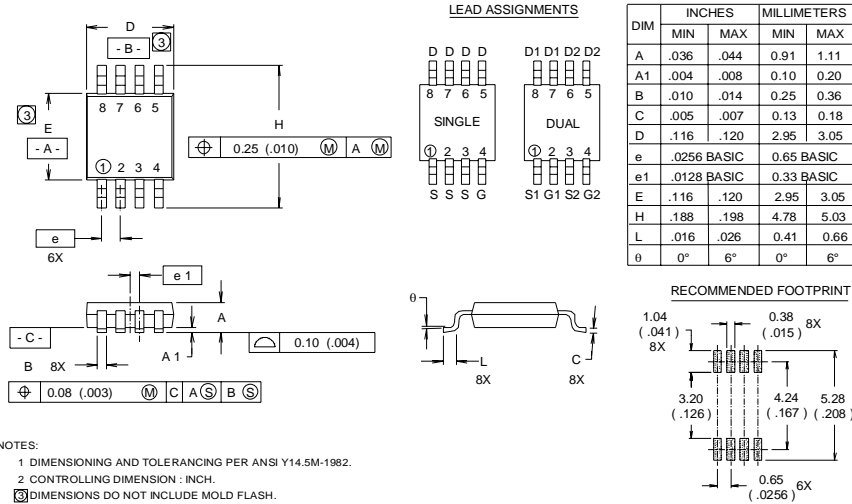 LEAD ASSIGNMENTS
D
- B - 3
8 7 6 5
3
E
- A -
1 2 3 4
H
0.25 (.010) M A M
e
6X
D D D D
8 7 6 5
SINGLE
1 2 3 4
S S S G
D1 D1 D2 D2
8 7 6 5
DUAL
1 2 3 4
S1 G1 S2 G2
DIM INCHES MILLIMETERS
MIN MAX MIN MAX
A .036 .044 0.91 1.11
A1 .004 .008 0.10 0.20
B .010 .014 0.25 0.36
C .005 .007 0.13 0.18
D .116 .120 2.95 3.05
e .0256 BASIC 0.65 BASIC
e1 .0128 BASIC 0.33 BASIC
E .116 .120 2.95 3.05
H .188 .198 4.78 5.03
L .016 .026 0.41 0.66
θ 0° 6° 0° 6°
e 1
A
- C -
B 8X
A 1
0.10 (.004)
0.08 (.003) M C A S B S
θ
L
8X
C
8X
RECOMMENDED FOOTPRINT
1.04
( .041 )
8X
0.38
( .015 )
8X
3.20
( .126 )
4.24
( .167 )
5.28
( .208 )
0.65
( .0256 )
6X
NOTES:
1 DIMENSIONING AND TOLERANCING PER ANSI Y14.5M-1982.
2 CONTROLLING DIMENSION : INCH.
3 DIMENSIONS DO NOT INCLUDE MOLD FLASH.